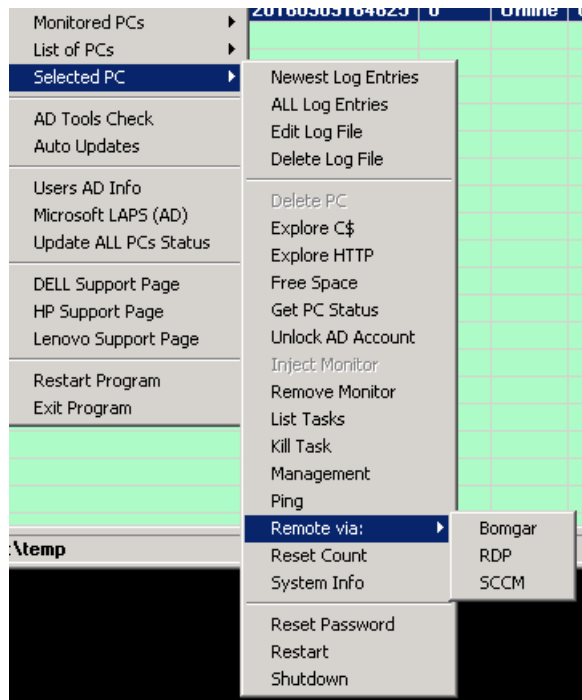 Monitored PCs
List of PCs
Selected PC
AD Tools Check
Auto Updates
Users AD Info
Microsoft LAPS (AD)
Update ALL PCs Status
DELL Support Page
HP Support Page
Lenovo Support Page
Restart Program
Exit Program
:\temp
Newest Log Entries
ALL Log Entries
Edit Log File
Delete Log File
Delete PC
Explore C$
Explore HTTP
Free Space
Get PC Status
Unlock AD Account
Inject Monitor
Remove Monitor
List Tasks
Kill Task
Management
Ping
Remote via:
Reset Count
System Info
Reset Password
Restart
Shutdown
Bomgar
RDP
SCCM